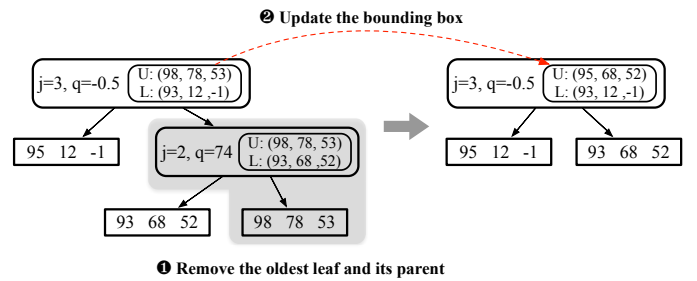 ❷ Update the bounding box
j=3, q=-0.5
U: (98, 78, 53)
L: (93, 12 ,-1)
95 12 -1
j=2, q=74
U: (98, 78, 53)
L: (93, 68 ,52)
93 68 52
98 78 53
j=3, q=-0.5
U: (95, 68, 52)
L: (93, 12 ,-1)
95 12 -1
93 68 52
❶ Remove the oldest leaf and its parent